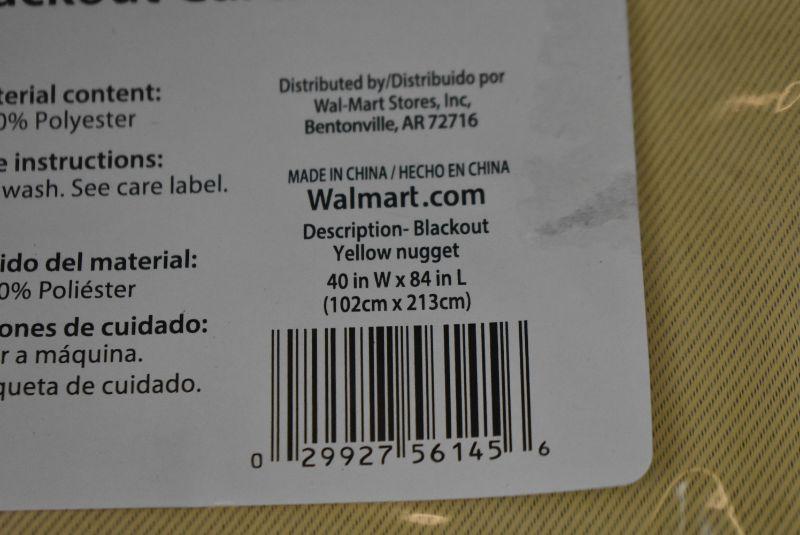 terial content:
0% Polyester
e instructions:
wash. See care label.
ido del material:
0% Poliéster
ones de cuidado:
r a máquina.
queta de cuidado.
Distributed by/Distribuido por
Wal-Mart Stores, Inc,
Bentonville, AR 72716
MADE IN CHINA / HECHO EN CHINA
Walmart.com
Description- Blackout
Yellow nugget
40 in W x 84 in L
(102cm x 213cm)
0 29927 56145 6